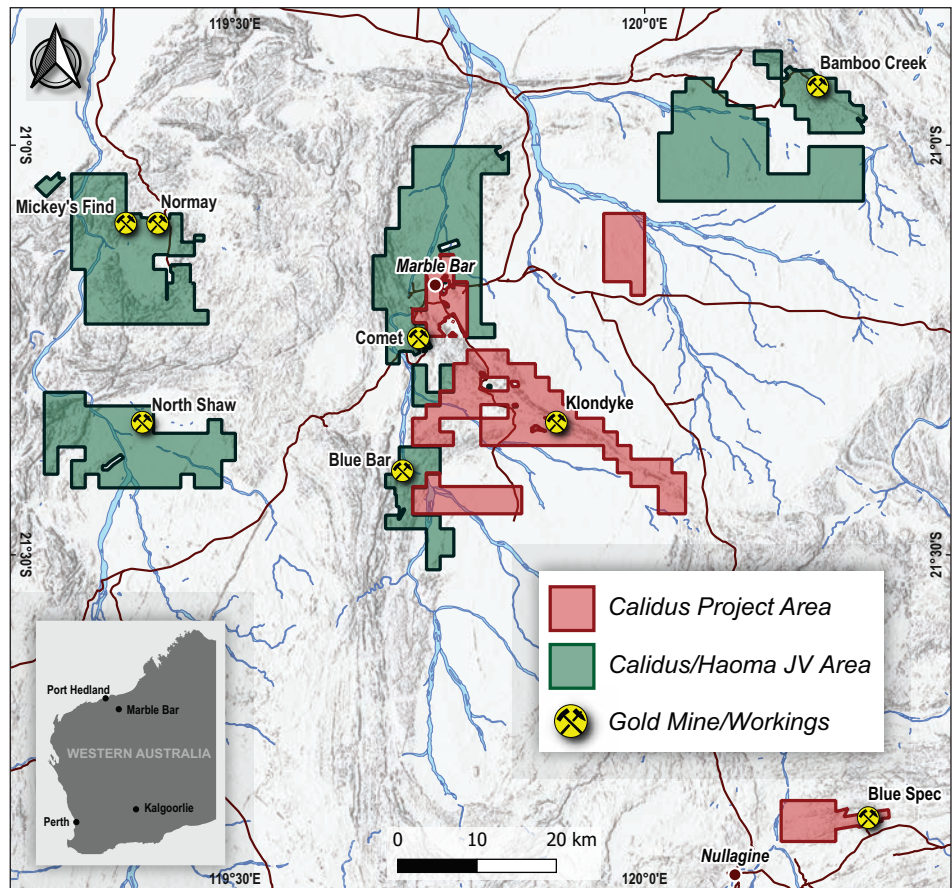 119°30'E
120°0'E
Bamboo Creek
21°0'S
21°0'S
Mickey's Find
Normay
Marble Bar
Comet
North Shaw
Klondyke
Blue Bar
21°30'S
21°30'S
Calidus Project Area
Calidus/Haoma JV Area
Gold Mine/Workings
Port Hedland
Marble Bar
WESTERN AUSTRALIA
Kalgoorlie
Perth
Blue Spec
0 10 20 km
Nullagine
119°30'E
120°0'E